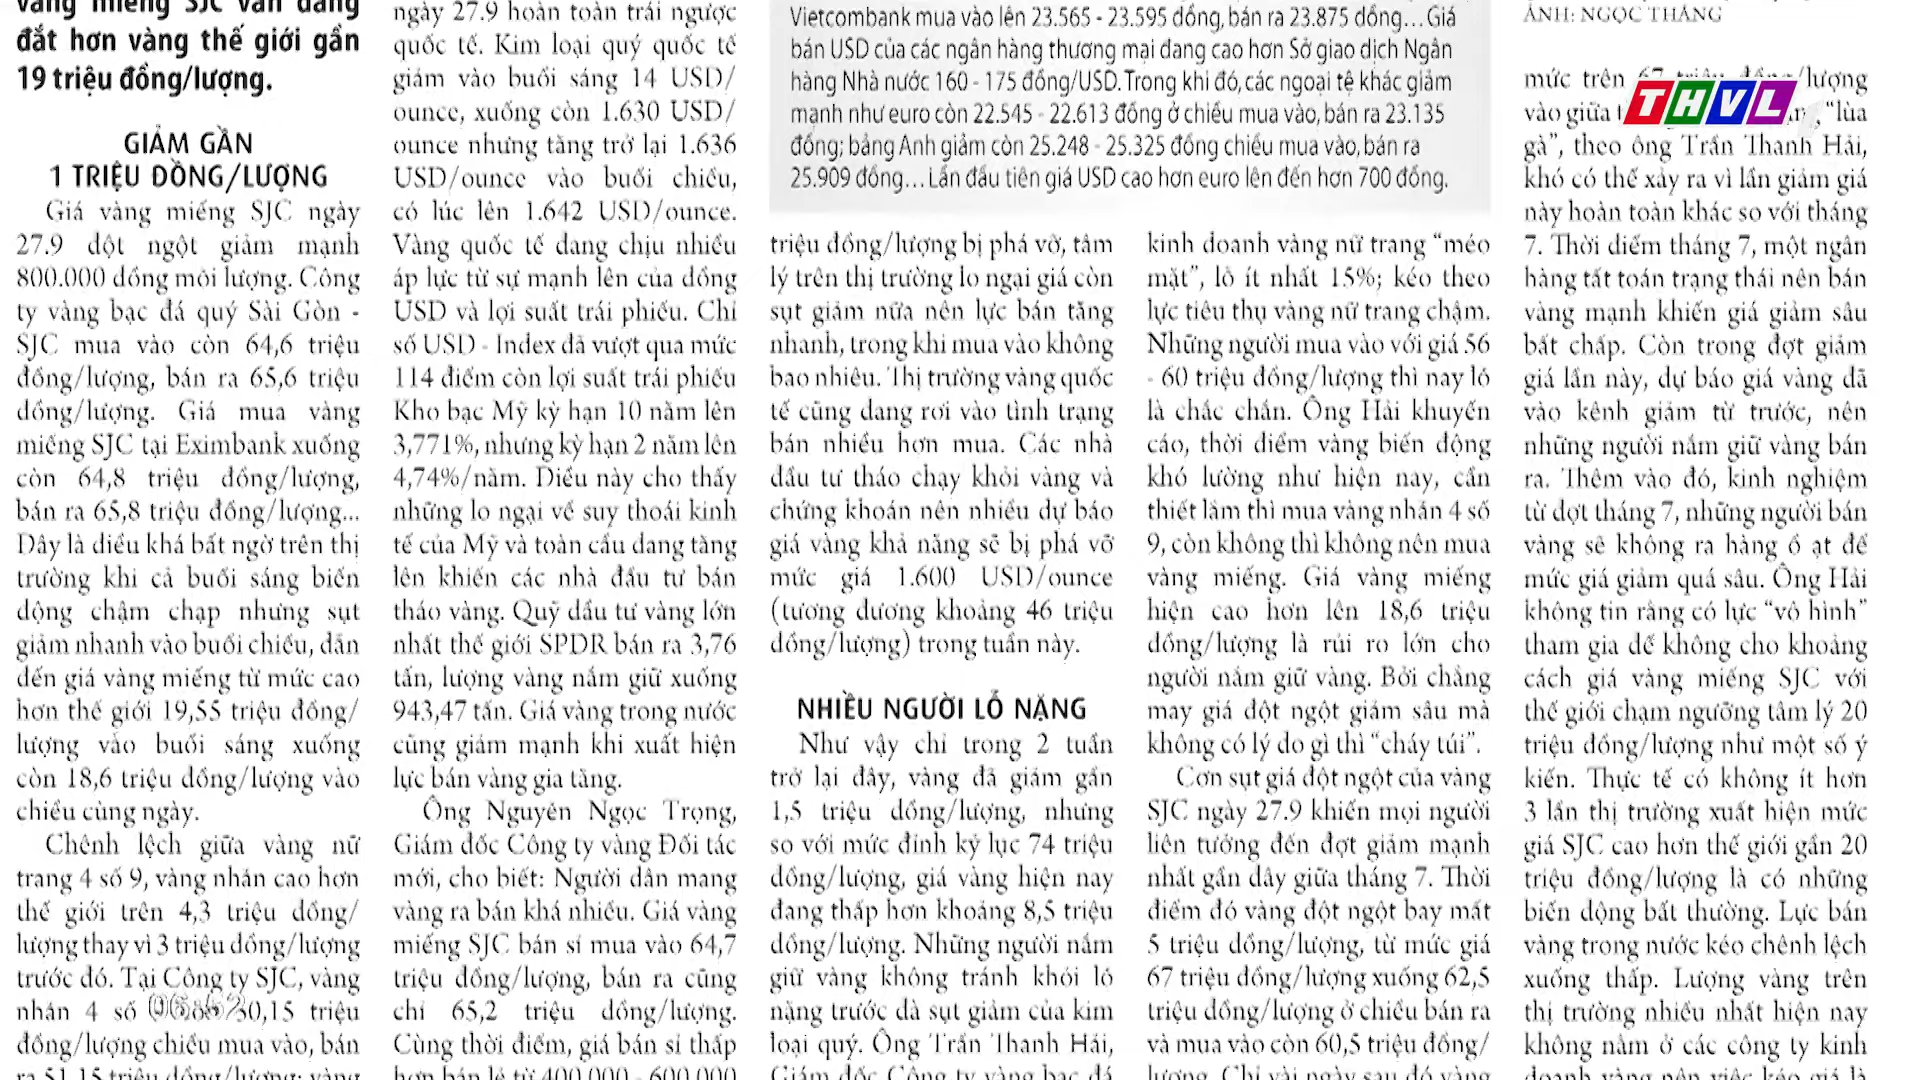 vàng miếng SJC vẫn đang
đắt hơn vàng thế giới gần
19 triệu đồng/lượng.
GIẢM GẦN
1 TRIỆU ĐỒNG/LƯỢNG
Giá vàng miếng SJC ngày
27.9 đột ngột giảm mạnh
800.000 đồng mỗi lượng. Công
ty vàng bạc đá quý Sài Gòn -
SJC mua vào còn 64,6 triệu
đồng/lượng, bán ra 65,6 triệu
đồng/lượng. Giá mua vàng
miếng SJC tại Eximbank xuống
còn 64,8 triệu đồng/lượng,
bán ra 65,8 triệu đồng/lượng...
Đây là điều khá bất ngờ trên thị
trường khi cả buổi sáng biến
động chậm chạp nhưng sụt
giảm nhanh vào buổi chiều, dẫn
đến giá vàng miếng từ mức cao
hơn thế giới 19,55 triệu đồng/
lượng vào buổi sáng xuống
còn 18,6 triệu đồng/lượng vào
chiều cùng ngày.
Chênh lệch giữa vàng nữ
trang 4 số 9, vàng nhẫn cao hơn
thế giới trên 4,3 triệu đồng/
lượng thay vì 3 triệu đồng/lượng
trước đó. Tại Công ty SJC, vàng
nhẫn 4 số 50,15 triệu
đồng/lượng chiều mua vào, bán
ra 51,15 triệu đồng/lượng; vàng
ngày 27.9 hoàn toàn trái ngược
quốc tế. Kim loại quý quốc tế
giảm vào buổi sáng 14 USD/
ounce, xuống còn 1.630 USD/
ounce nhưng tăng trở lại 1.636
USD/ounce vào buổi chiều,
có lúc lên 1.642 USD/ounce.
Vàng quốc tế đang chịu nhiều
áp lực từ sự mạnh lên của đồng
USD và lợi suất trái phiếu. Chỉ
số USD - Index đã vượt qua mức
114 điểm còn lợi suất trái phiếu
Kho bạc Mỹ kỳ hạn 10 năm lên
3,771%, nhưng kỳ hạn 2 năm lên
4,74%/năm. Điều này cho thấy
những lo ngại về suy thoái kinh
tế của Mỹ và toàn cầu đang tăng
lên khiến các nhà đầu tư bán
tháo vàng. Quỹ đầu tư vàng lớn
nhất thế giới SPDR bán ra 3,76
tấn, lượng vàng nắm giữ xuống
943,47 tấn. Giá vàng trong nước
cũng giảm mạnh khi xuất hiện
lực bán vàng gia tăng.
Ông Nguyễn Ngọc Trọng,
Giám đốc Công ty vàng Đối tác
mới, cho biết: Người dân mang
vàng ra bán khá nhiều. Giá vàng
miếng SJC bán sỉ mua vào 64,7
triệu đồng/lượng, bán ra cũng
chỉ 65,2 triệu đồng/lượng.
Cùng thời điểm, giá bán sỉ thấp
hơn bán lẻ từ 400.000 - 600.000
Vietcombank mua vào lên 23.565 - 23.595 đồng, bán ra 23.875 đồng... Giá
bán USD của các ngân hàng thương mại đang cao hơn Sở giao dịch Ngân
hàng Nhà nước 160 - 175 đồng/USD. Trong khi đó, các ngoại tệ khác giảm
mạnh như euro còn 22.545 - 22.613 đồng ở chiều mua vào, bán ra 23.135
đồng; bảng Anh giảm còn 25.248 - 25.325 đồng chiều mua vào, bán ra
25.909 đồng... Lần đầu tiên giá USD cao hơn euro lên đến hơn 700 đồng.
triệu đồng/lượng bị phá vỡ, tâm
lý trên thị trường lo ngại giá còn
sụt giảm nữa nên lực bán tăng
nhanh, trong khi mua vào không
bao nhiêu. Thị trường vàng quốc
tế cũng đang rơi vào tình trạng
bán nhiều hơn mua. Các nhà
đầu tư tháo chạy khỏi vàng và
chứng khoán nên nhiều dự báo
giá vàng khả năng sẽ bị phá vỡ
mức giá 1.600 USD/ounce
(tương đương khoảng 46 triệu
đồng/lượng) trong tuần này.
NHIỀU NGƯỜI LỖ NẶNG
Như vậy chỉ trong 2 tuần
trở lại đây, vàng đã giảm gần
1,5 triệu đồng/lượng, nhưng
so với mức đỉnh kỷ lục 74 triệu
đồng/lượng, giá vàng hiện nay
đang thấp hơn khoảng 8,5 triệu
đồng/lượng. Những người nắm
giữ vàng không tránh khỏi lỗ
nặng trước đà sụt giảm của kim
loại quý. Ông Trần Thanh Hải,
Giám đốc Công ty vàng bạc đá
kinh doanh vàng nữ trang “méo
mặt”, lỗ ít nhất 15%; kéo theo
lực tiêu thụ vàng nữ trang chậm.
Những người mua vào với giá 56
- 60 triệu đồng/lượng thì nay lỗ
là chắc chắn. Ông Hải khuyến
cáo, thời điểm vàng biến động
khó lường như hiện nay, cần
thiết lắm thì mua vàng nhẫn 4 số
9, còn không thì không nên mua
vàng miếng. Giá vàng miếng
hiện cao hơn lên 18,6 triệu
đồng/lượng là rủi ro lớn cho
người nắm giữ vàng. Bởi chẳng
may giá đột ngột giảm sâu mà
không có lý do gì thì “cháy túi”.
Cơn sụt giá đột ngột của vàng
SJC ngày 27.9 khiến mọi người
liên tưởng đến đợt giảm mạnh
nhất gần đây giữa tháng 7. Thời
điểm đó vàng đột ngột bay mất
5 triệu đồng/lượng, từ mức giá
67 triệu đồng/lượng xuống 62,5
triệu đồng/lượng ở chiều bán ra
và mua vào còn 60,5 triệu đồng/
lượng. Chỉ vài ngày sau đó vàng
ẢNH: NGỌC THẮNG
THVL
mức trên 67 triệu đồng/lượng
vào giữa “lùa
gà”, theo ông Trần Thanh Hải,
khó có thể xảy ra vì lần giảm giá
này hoàn toàn khác so với tháng
7. Thời điểm tháng 7, một ngân
hàng tất toán trạng thái nên bán
vàng mạnh khiến giá giảm sâu
bất chấp. Còn trong đợt giảm
giá lần này, dự báo giá vàng đã
vào kênh giảm từ trước, nên
những người nắm giữ vàng bán
ra. Thêm vào đó, kinh nghiệm
từ đợt tháng 7, những người bán
vàng sẽ không ra hàng ồ ạt để
mức giá giảm quá sâu. Ông Hải
không tin rằng có lực “vô hình”
tham gia để không cho khoảng
cách giá vàng miếng SJC với
thế giới chạm ngưỡng tâm lý 20
triệu đồng/lượng như một số ý
kiến. Thực tế có không ít hơn
3 lần thị trường xuất hiện mức
giá SJC cao hơn thế giới gần 20
triệu đồng/lượng là có những
biến động bất thường. Lực bán
vàng trong nước kéo chênh lệch
xuống thấp. Lượng vàng trên
thị trường nhiều nhất hiện nay
không nằm ở các công ty kinh
doanh vàng nên việc kéo giá là